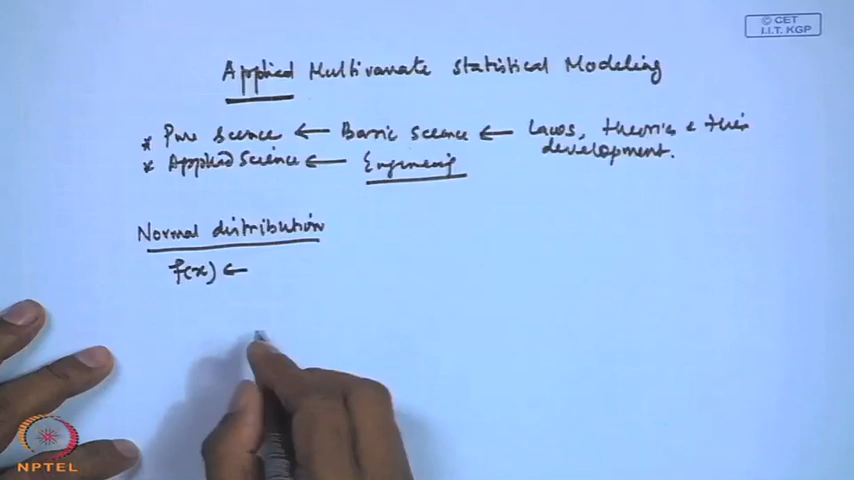 © CET
I.I.T. KGP
Applied Multivariate Statistical Modeling
* Pure Science ← Basic Science ← Laws, theories & their
development.
* Applied Science ← Engineering
Normal distribution
f(x) ←
NPTEL